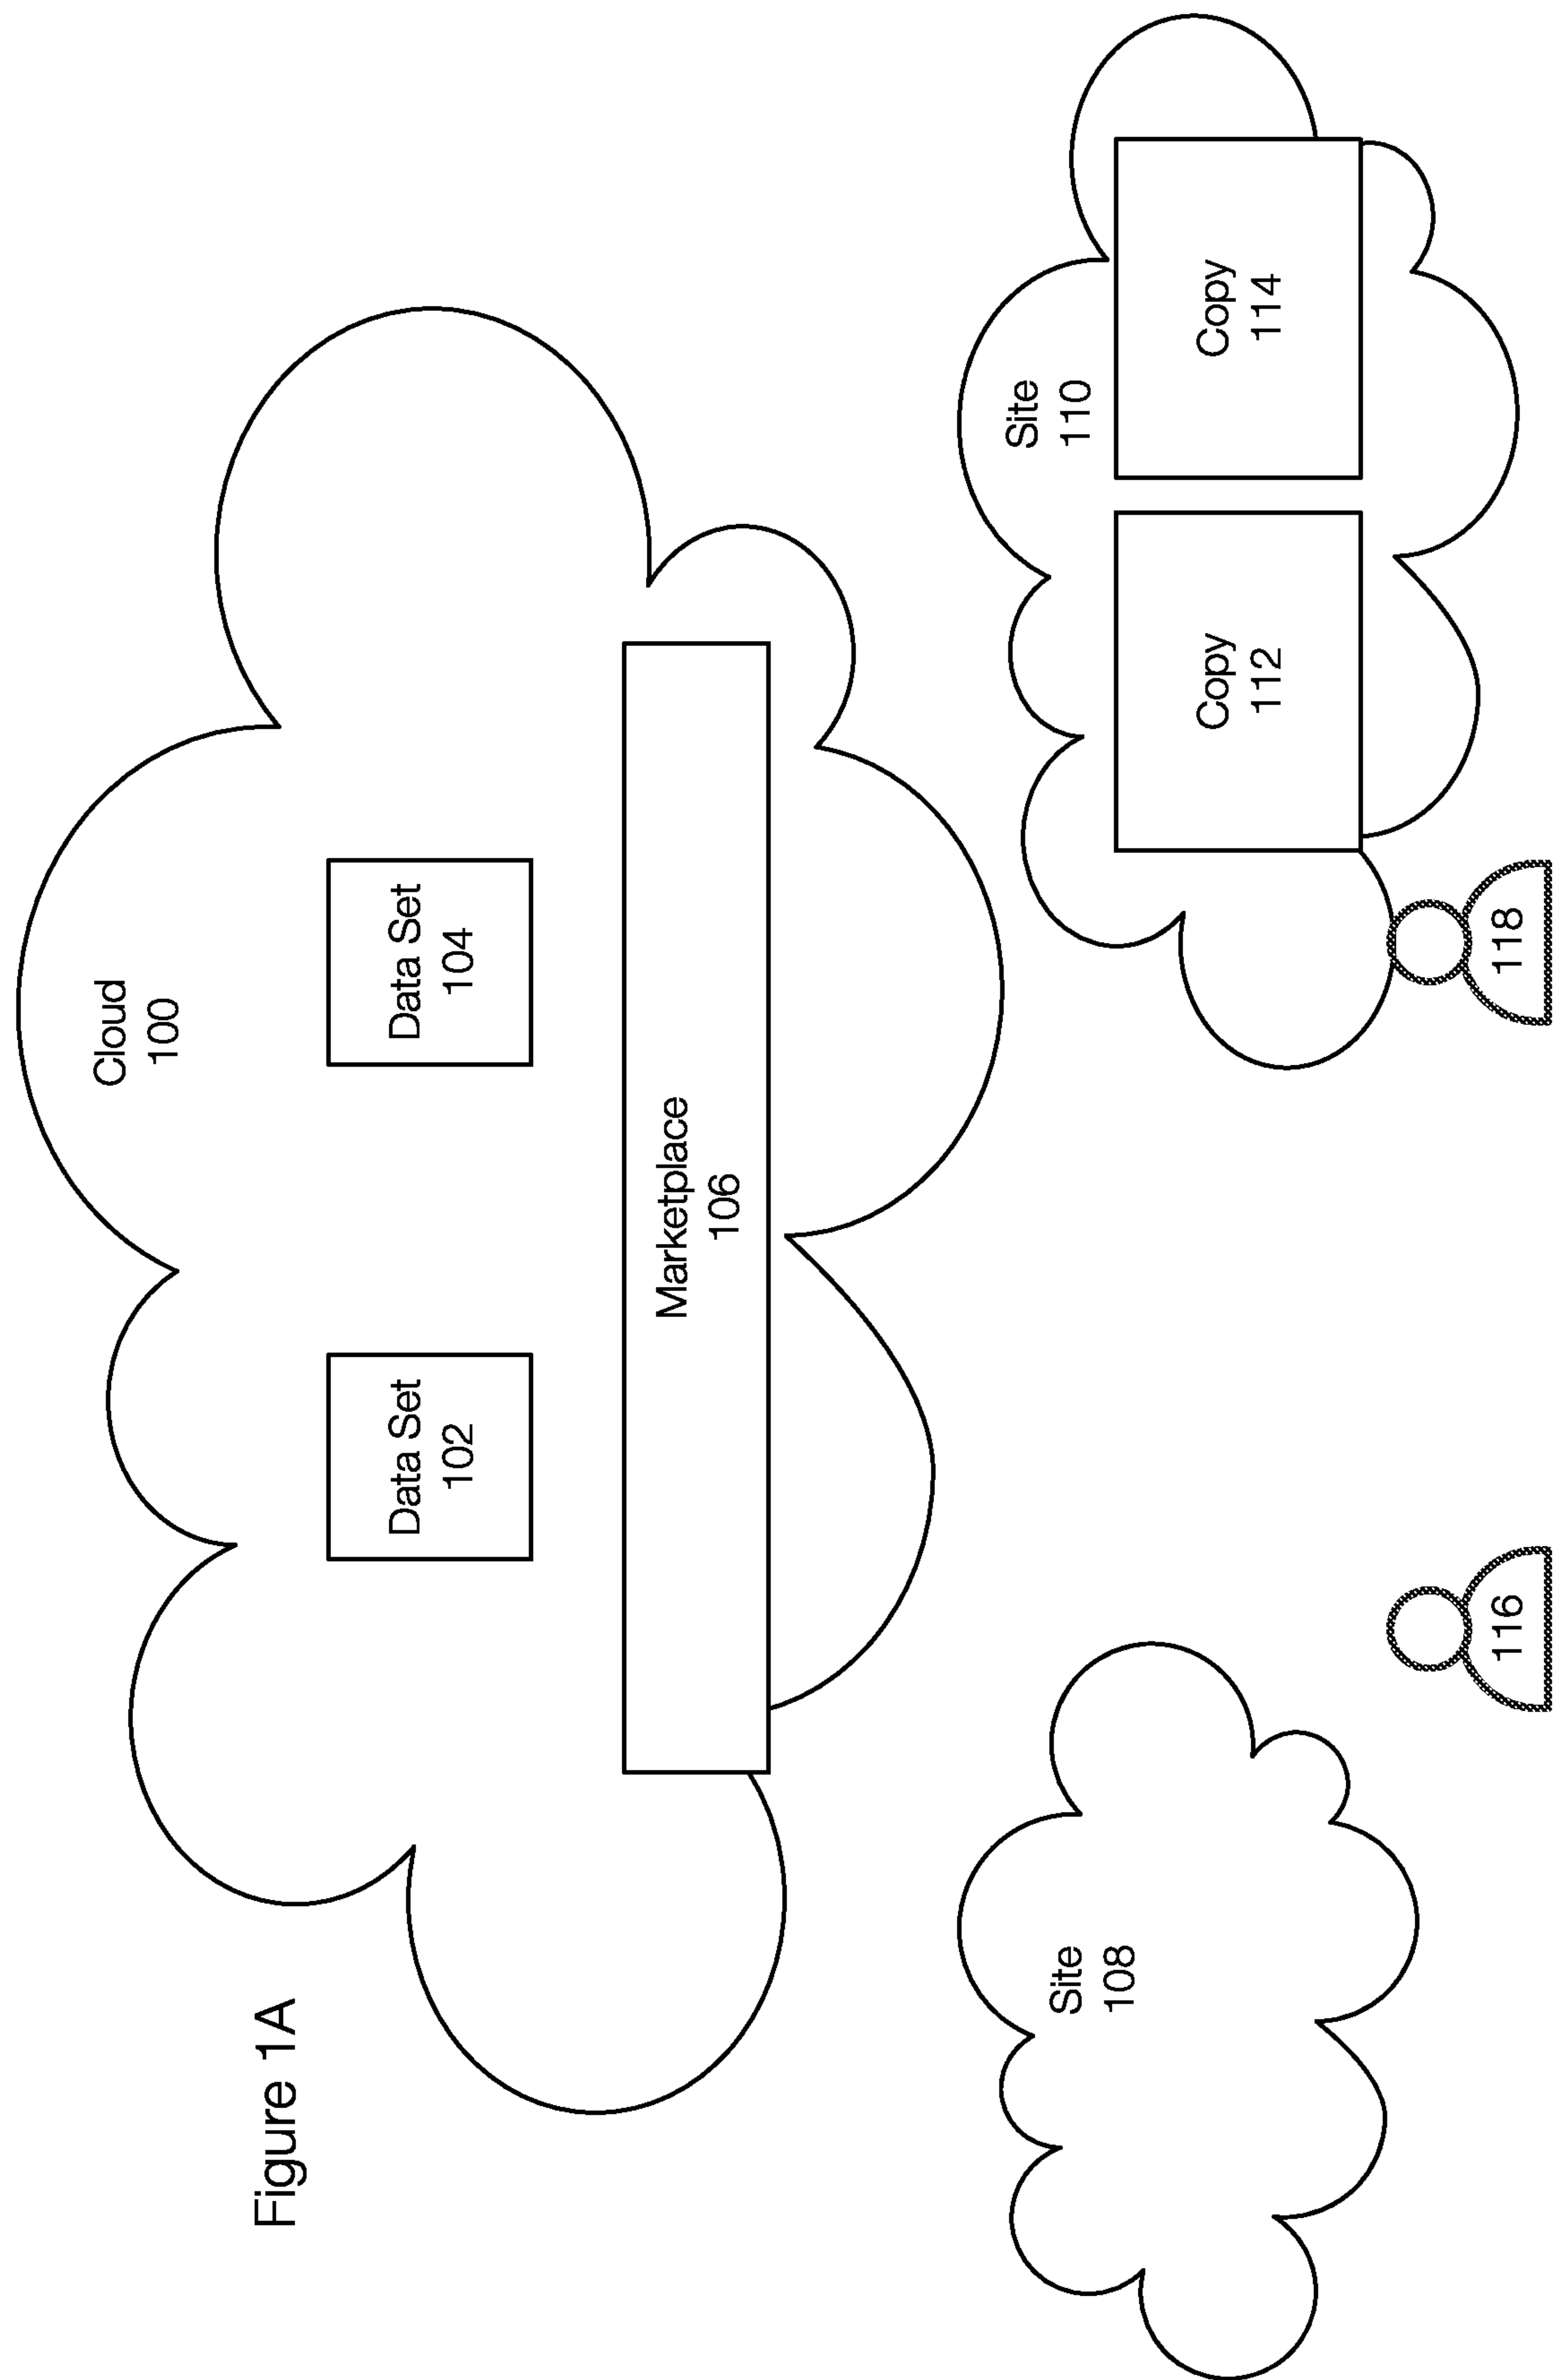 Figure 1A
Cloud
100
Data Set
102
Data Set
104
Marketplace
106
Site
108
Site
110
Copy
112
Copy
114
116
118